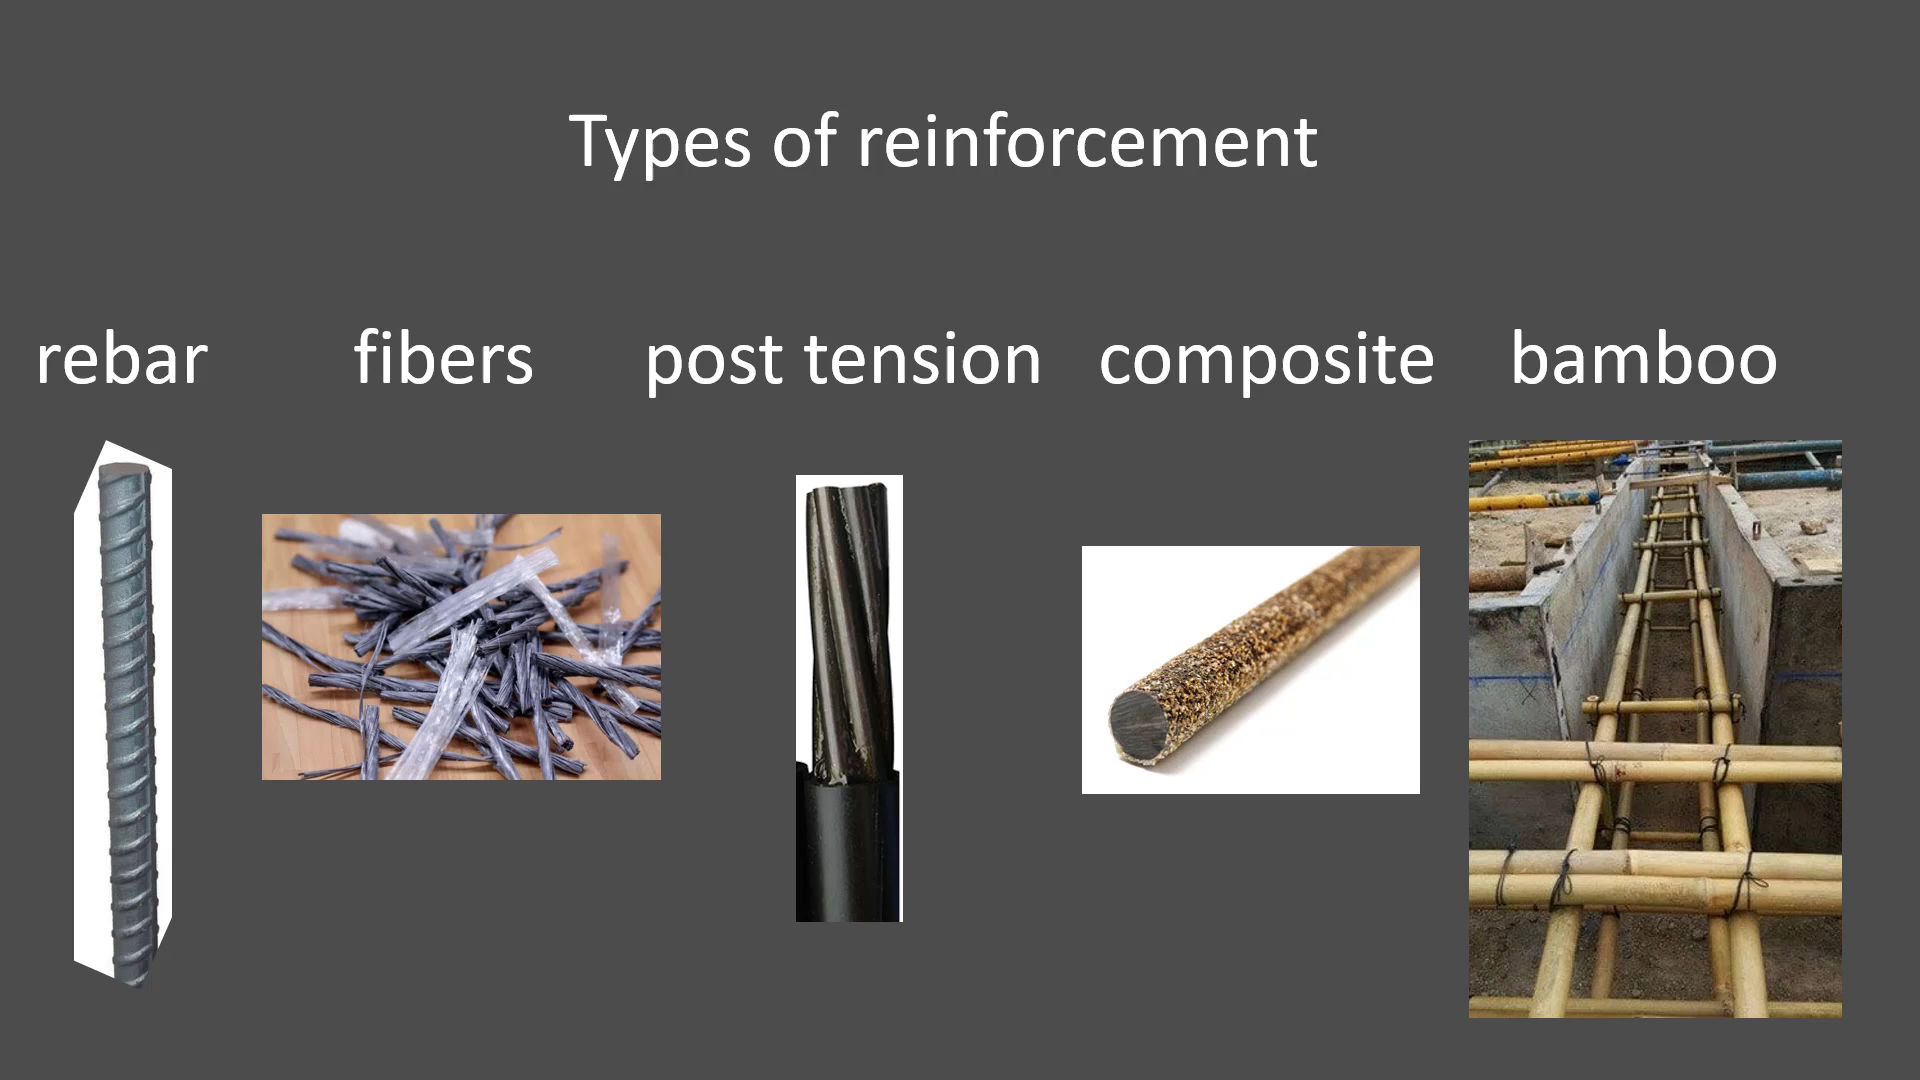 Types of reinforcement
rebar fibers post tension composite bamboo